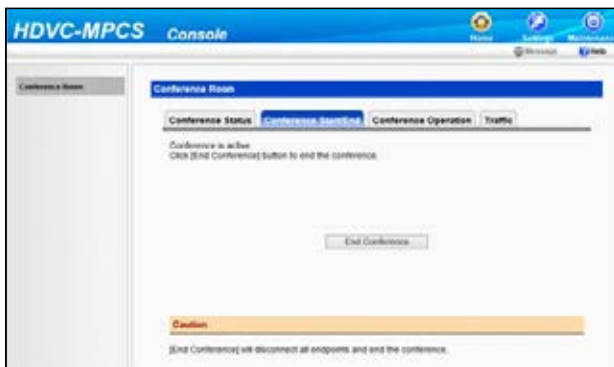 HDVC-MPCS Console
Home Settings Maintenance
Message Help
Conference Room
Conference Room
Conference Status Conference Start/End Conference Operation Traffic
Conference is active
Click [End Conference] button to end the conference.
End Conference
Caution
[End Conference] will disconnect all endpoints and end the conference.